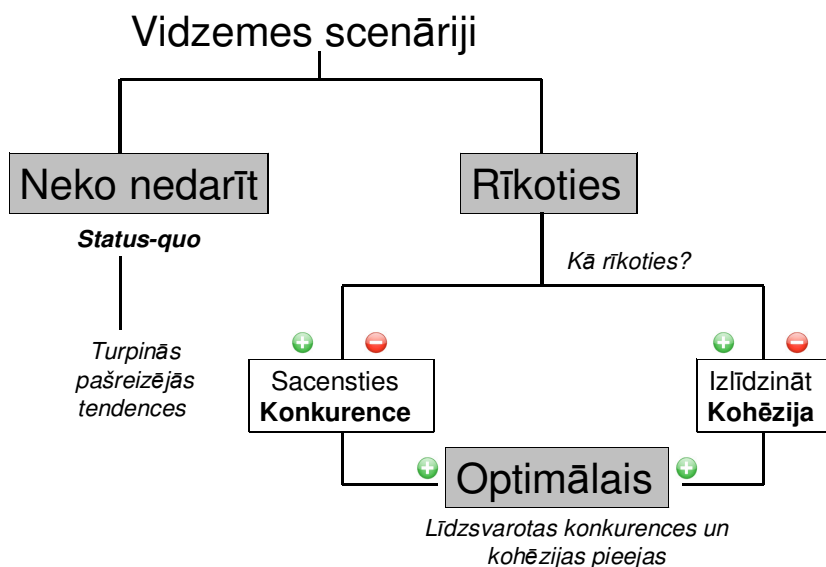 Vidzemes scenāriji
Neko nedarīt
Rīkoties
Status-quo
Kā rīkoties?
Turpinās
pašreizējās
tendences
Sacensties
Konkurence
Izlīdzināt
Kohēzija
Optimālais
Līdzsvarotas konkurences un
kohēzijas pieejas